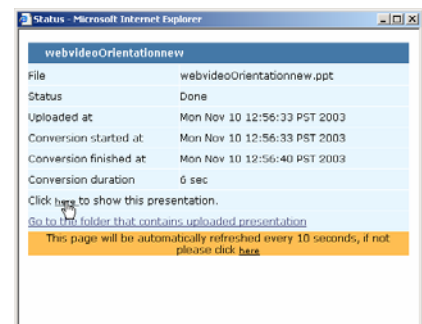 Status - Microsoft Internet Explorer
webvideoOrientationnew
File webvideoOrientationnew.ppt
Status Done
Uploaded at Mon Nov 10 12:56:33 PST 2003
Conversion started at Mon Nov 10 12:56:33 PST 2003
Conversion finished at Mon Nov 10 12:56:40 PST 2003
Conversion duration 6 sec
Click here to show this presentation.
Go to the folder that contains uploaded presentation
This page will be automatically refreshed every 10 seconds, if not
please click here